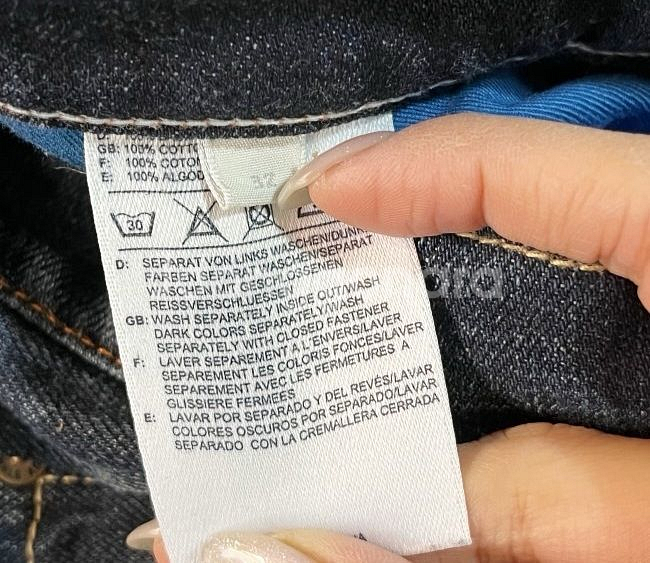 GB: 100% COTTO
F: 100% COTON
E: 100% ALGOD
32
30
D: SEPARAT VON LINKS WASCHEN/DUNK
FARBEN SEPARAT WASCHEN/SEPARAT
WASCHEN MIT GESCHLOSSENEN
REISSVERSCHLUESSEN
GB: WASH SEPARATELY INSIDE OUT/WASH
DARK COLORS SEPARATELY/WASH
SEPARATELY WITH CLOSED FASTENER
F: LAVER SEPAREMENT A L'ENVERS/LAVER
SEPAREMENT LES COLORIS FONCES/LAVER
SEPAREMENT AVEC LES FERMETURES A
GLISSIERE FERMEES
E: LAVAR POR SEPARADO Y DEL REVÉS/LAVAR
COLORES OSCUROS POR SEPARADO/LAVAR
SEPARADO CON LA CREMALLERA CERRADA